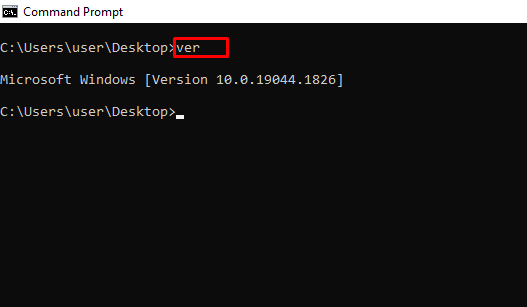 Command Prompt
C:\Users\user\Desktop>ver
Microsoft Windows [Version 10.0.19044.1826]
C:\Users\user\Desktop>